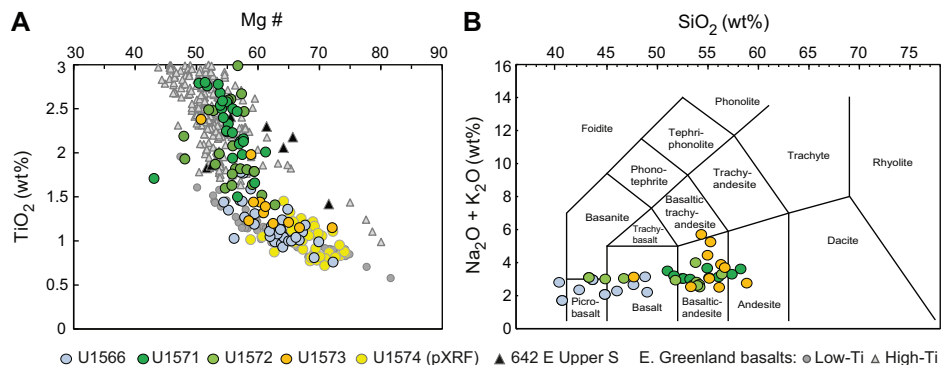 A
Mg #
30 40 50 60 70 80 90
TiO2 (wt%)
3
2.5
2
1.5
1
0.5
0
B
SiO2 (wt%)
40 45 50 55 60 65 70 75
Na2O + K2O (wt%)
16
14
12
10
8
6
4
2
0
Phonolite
Foidite
Tephri-
phonolite
Trachyte
Rhyolite
Phono-
tephrite
Trachy-
andesite
Basanite
Basaltic
trachy-
andesite
Trachy-
basalt
Dacite
Picro-
basalt
Basalt
Basaltic-
andesite
Andesite
U1566 U1571 U1572 U1573 U1574 (pXRF) 642 E Upper S E. Greenland basalts: Low-Ti High-Ti